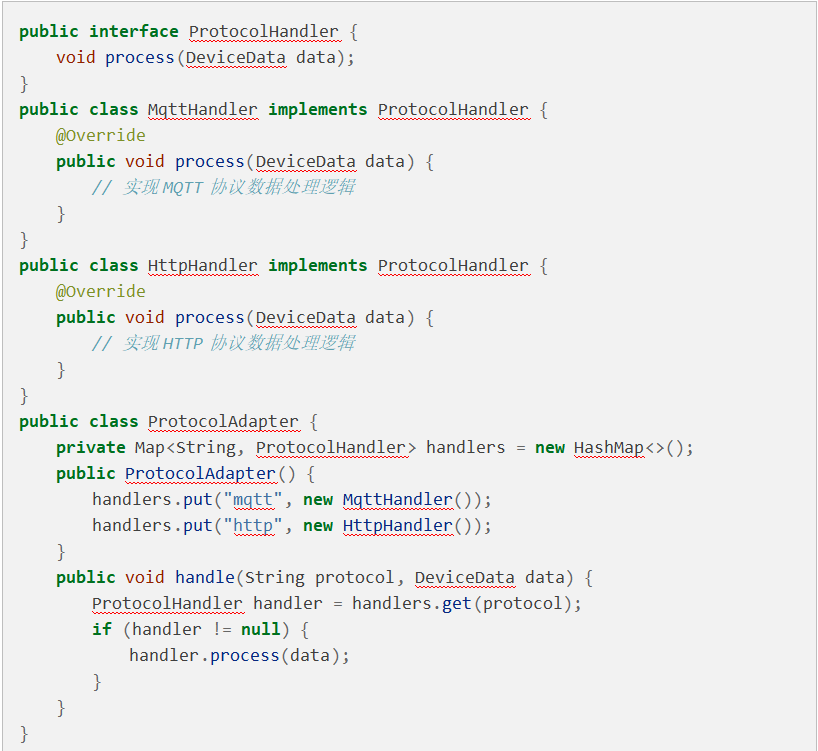 public interface ProtocolHandler {
    void process(DeviceData data);
}
public class MqttHandler implements ProtocolHandler {
    @Override
    public void process(DeviceData data) {
        // 实现 MQTT 协议数据处理逻辑
    }
}
public class HttpHandler implements ProtocolHandler {
    @Override
    public void process(DeviceData data) {
        // 实现 HTTP 协议数据处理逻辑
    }
}
public class ProtocolAdapter {
    private Map<String, ProtocolHandler> handlers = new HashMap<>();
    public ProtocolAdapter() {
        handlers.put("mqtt", new MqttHandler());
        handlers.put("http", new HttpHandler());
    }
    public void handle(String protocol, DeviceData data) {
        ProtocolHandler handler = handlers.get(protocol);
        if (handler != null) {
            handler.process(data);
        }
    }
}